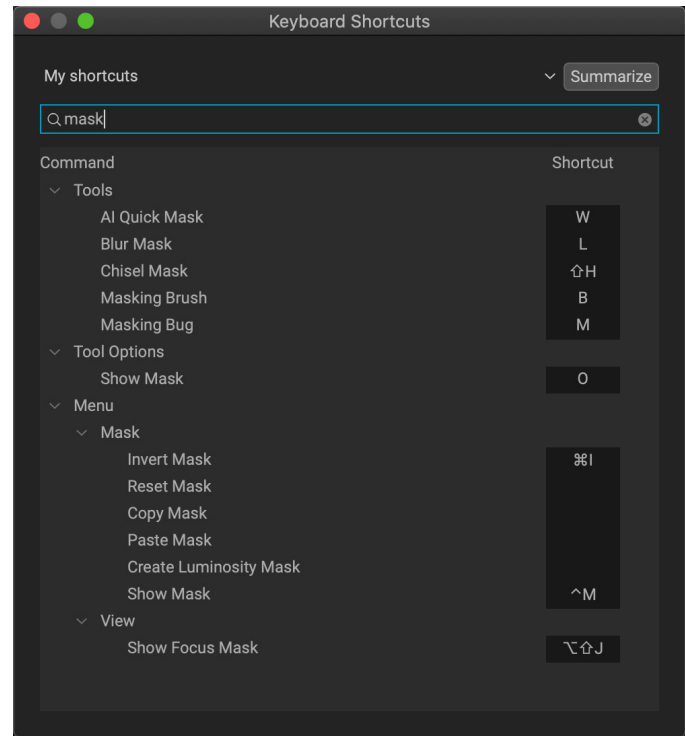 Keyboard Shortcuts
My shortcuts Summarize
mask
Command Shortcut
Tools
AI Quick Mask W
Blur Mask L
Chisel Mask ⇧H
Masking Brush B
Masking Bug M
Tool Options
Show Mask O
Menu
Mask
Invert Mask ⌘I
Reset Mask
Copy Mask
Paste Mask
Create Luminosity Mask
Show Mask ^M
View
Show Focus Mask ⌥⇧J